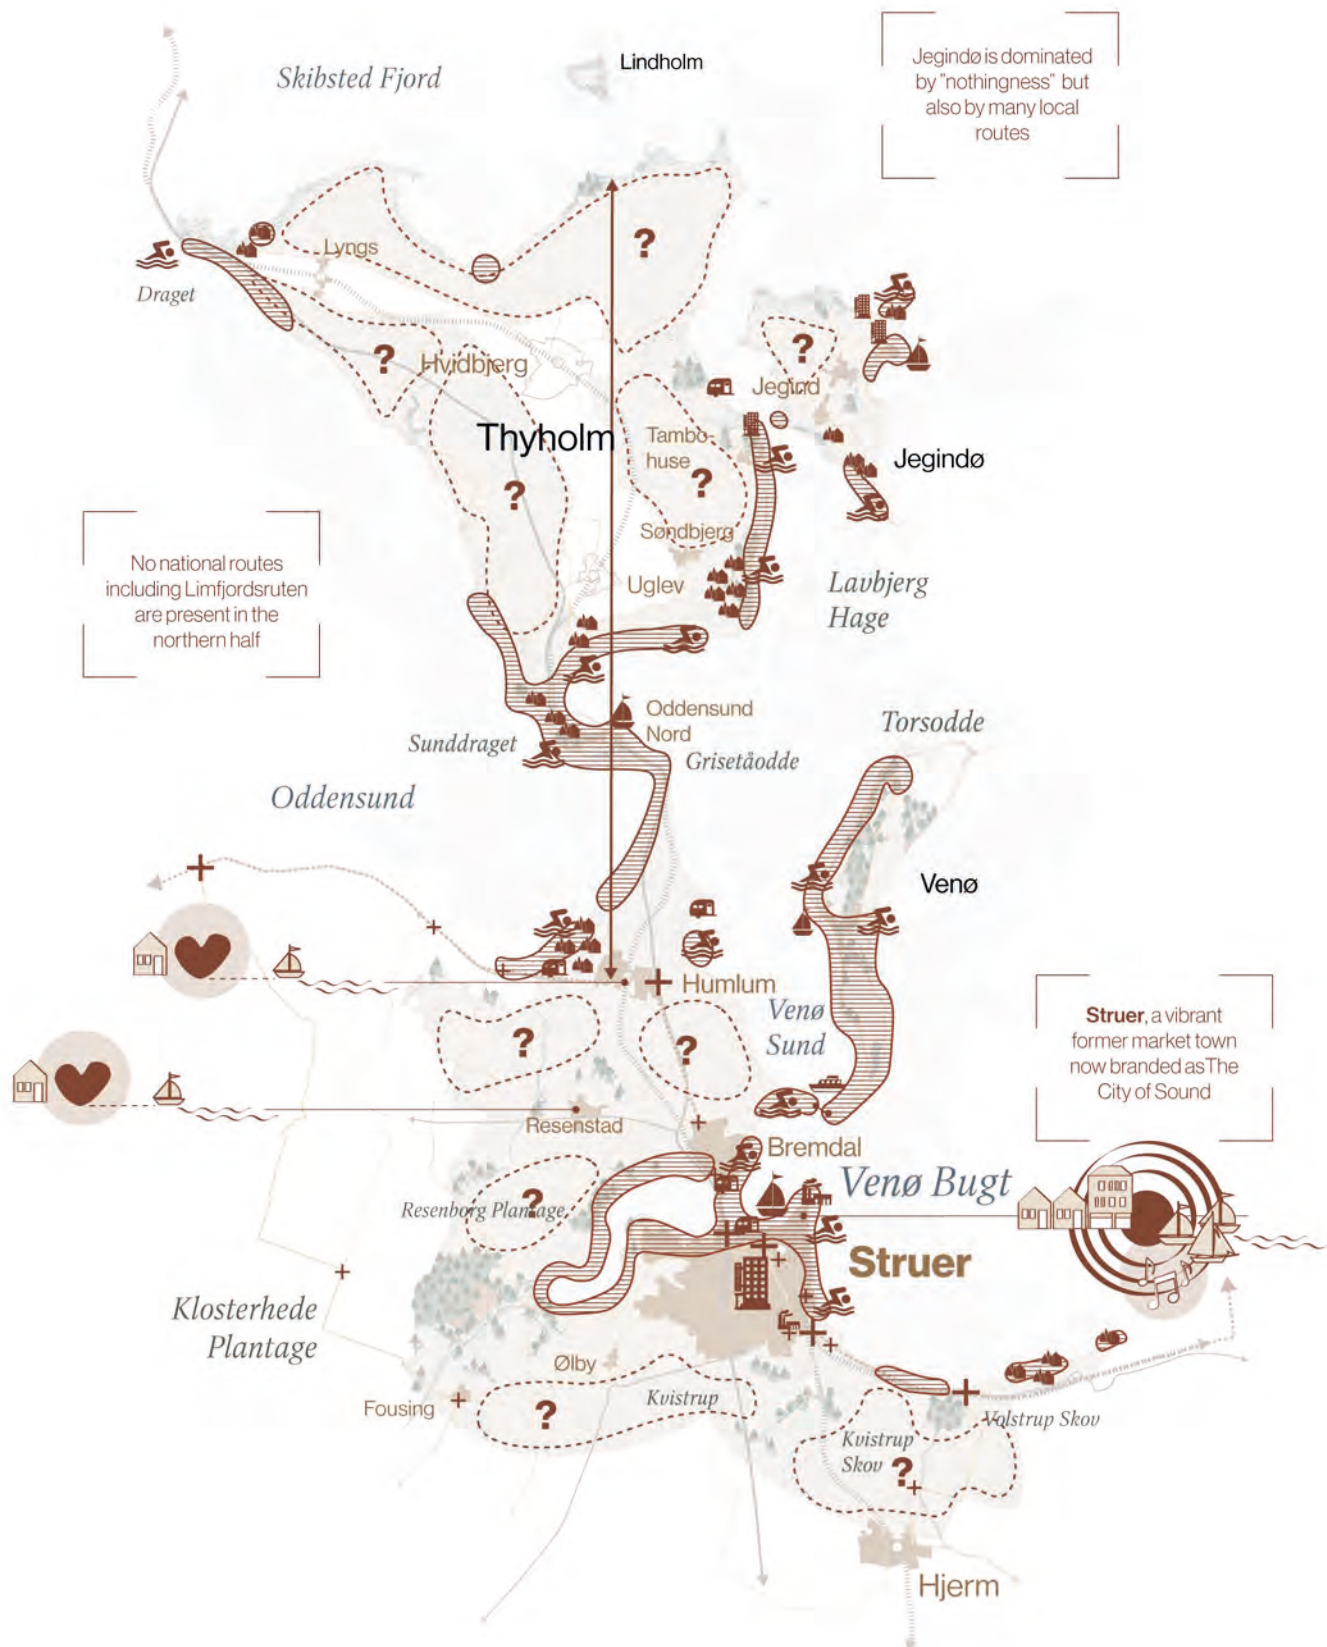 Skibsted Fjord
Lindholm
Jegindø is dominated
by "nothingness" but
also by many local
routes
?
Lyngs
Draget
?
?
Hvidbjerg
Jegind
Thyholm
Tambo-
huse
Jegindø
?
?
Søndbjerg
No national routes
including Limfjordsruten
are present in the
northern half
Uglev
Lavbjerg
Hage
Oddensund
Nord
Torsodde
Sunddraget
Grisetåodde
Oddensund
Venø
Humlum
Venø
Sund
?
?
Struer, a vibrant
former market town
now branded as The
City of Sound
Resenstad
Bremdal
Venø Bugt
Resenborg Plantage
?
Struer
Klosterhede
Plantage
Ølby
Fousing
?
Kvistrup
Volstrup Skov
Kvistrup
Skov
?
Hjerm